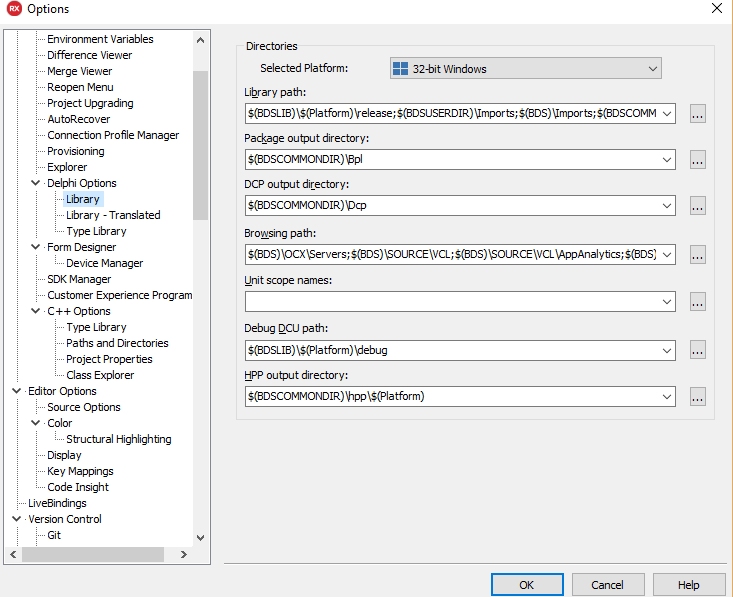 RX Options
Environment Variables
Difference Viewer
Merge Viewer
Reopen Menu
Project Upgrading
AutoRecover
Connection Profile Manager
Provisioning
Explorer
Delphi Options
Library
Library - Translated
Type Library
Form Designer
Device Manager
SDK Manager
Customer Experience Program
C++ Options
Type Library
Paths and Directories
Project Properties
Class Explorer
Editor Options
Source Options
Color
Structural Highlighting
Display
Key Mappings
Code Insight
LiveBindings
Version Control
Git
Directories
Selected Platform: 32-bit Windows
Library path:
$(BDSLIB)\$(Platform)\release;$(BDSUSERDIR)\Imports;$(BDS)\Imports;$(BDSCOMM ...
Package output directory:
$(BDSCOMMONDIR)\Bpl ...
DCP output directory:
$(BDSCOMMONDIR)\Dcp ...
Browsing path:
$(BDS)\OCX\Servers;$(BDS)\SOURCE\VCL;$(BDS)\SOURCE\VCL\AppAnalytics;$(BDS) ...
Unit scope names:
...
Debug DCU path:
$(BDSLIB)\$(Platform)\debug ...
HPP output directory:
$(BDSCOMMONDIR)\hpp\$(Platform) ...
OK Cancel Help